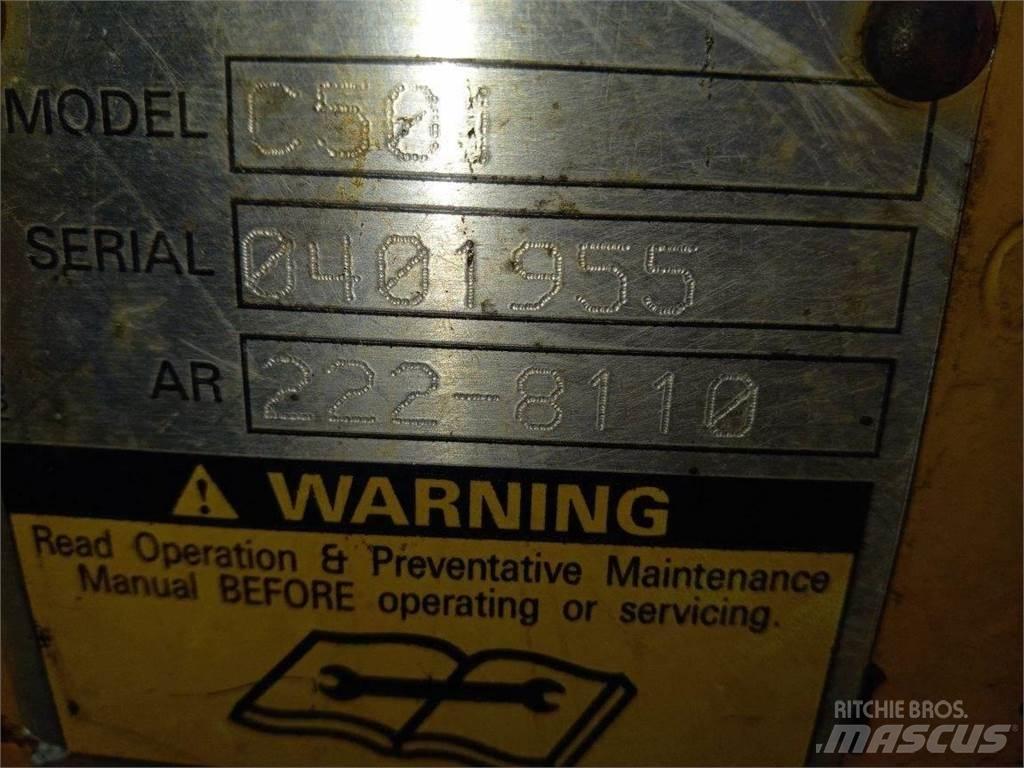 MODEL C501
SERIAL 0401955
AR 222-8110
WARNING
Read Operation & Preventative Maintenance
Manual BEFORE operating or servicing.
RITCHIE BROS.
MASCUS